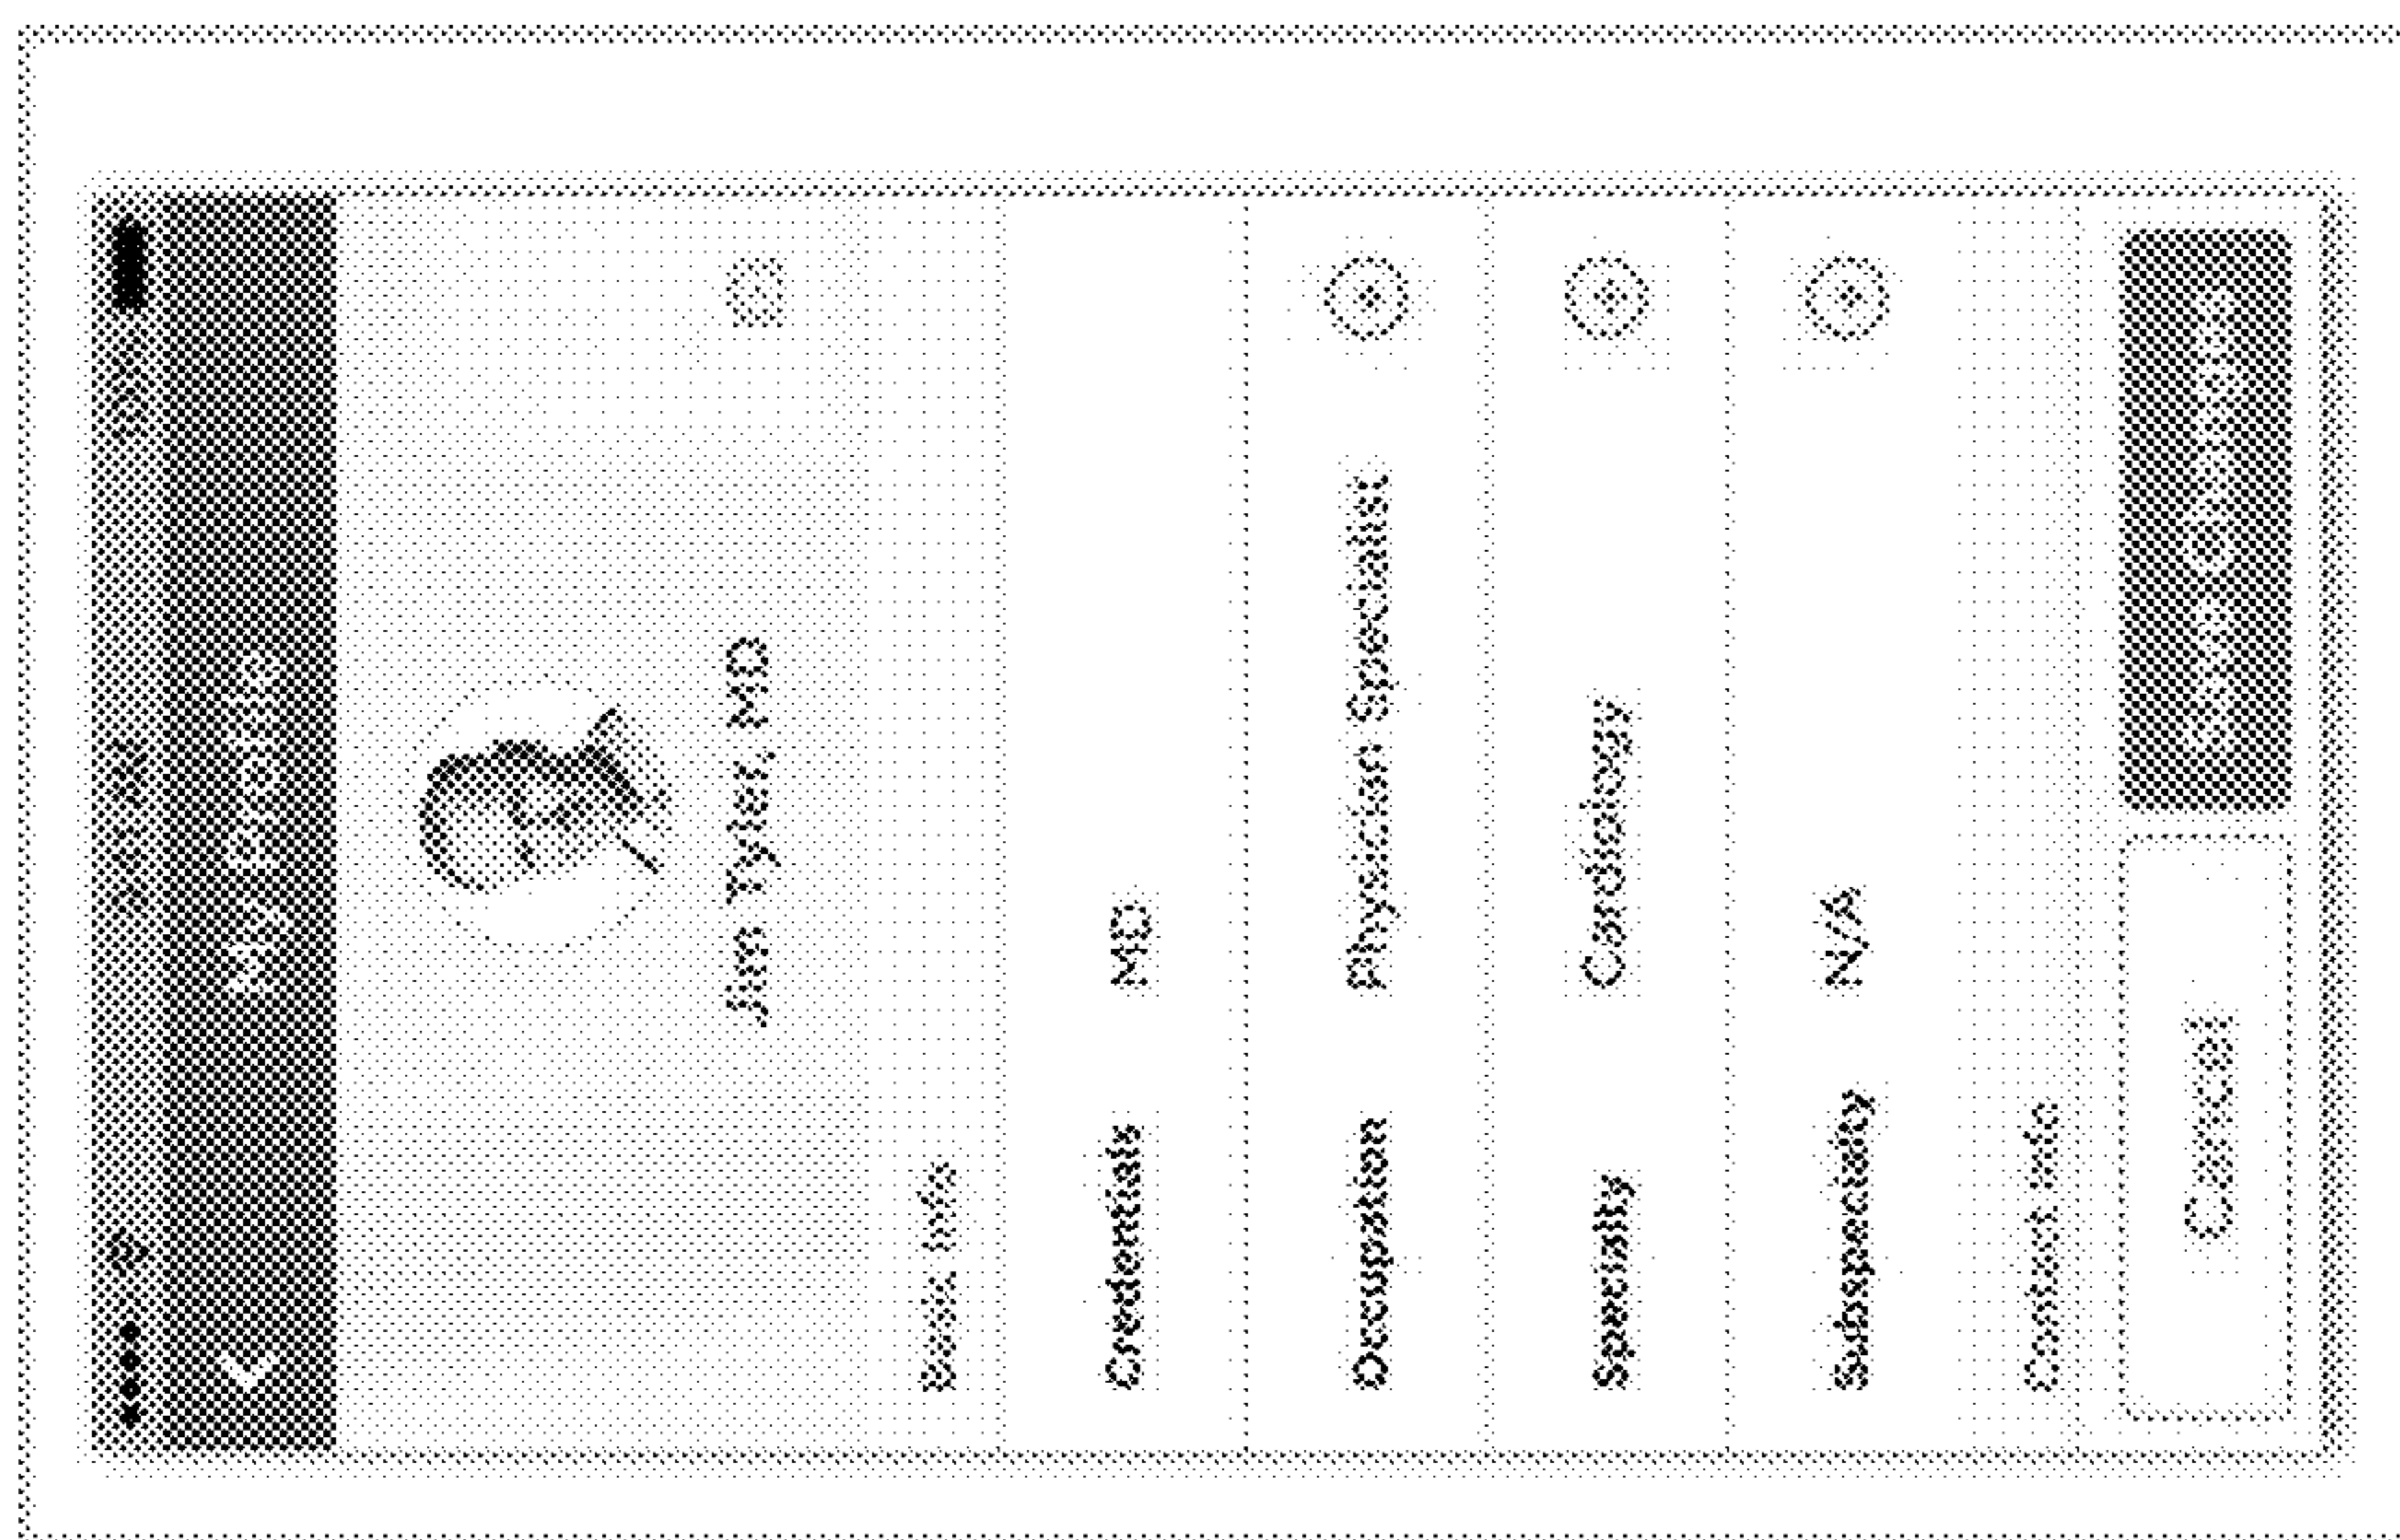 My Profile
Jim Tyler, MD
Basic Info
Credentials MD
Occupation Physician Specialist
Specialty Cardiology
Subspecialty N/A
Contact Info
Cancel